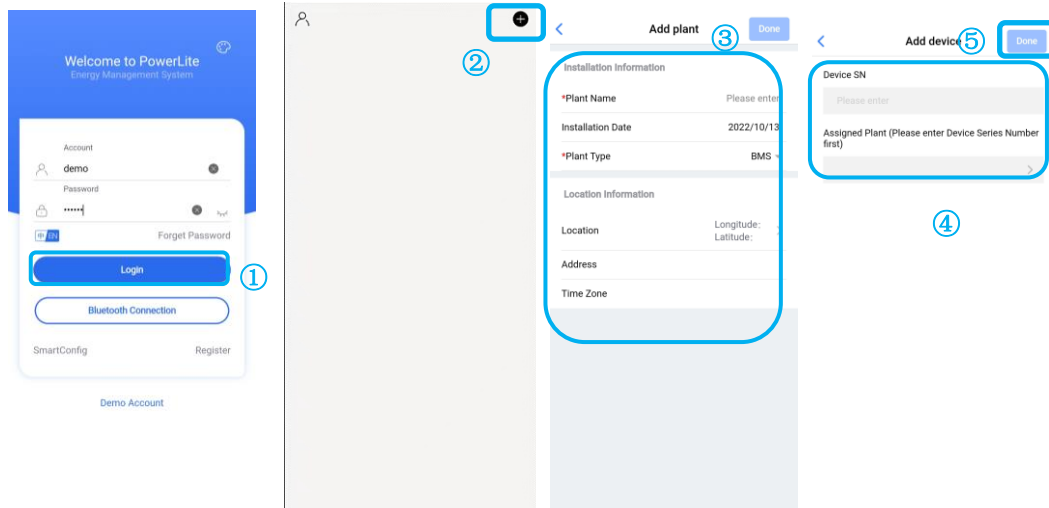 Welcome to PowerLite
Energy Management System
Account
demo
Password
••••••
中 EN
Forget Password
Login
①
Bluetooth Connection
SmartConfig
Register
Demo Account
②
Add plant
③
Done
Installation Information
*Plant Name
Please enter
Installation Date
2022/10/13
*Plant Type
BMS
Location Information
Location
Longitude:
Latitude:
Address
Time Zone
Add device
⑤
Done
Device SN
Please enter
Assigned Plant (Please enter Device Series Number
first)
④